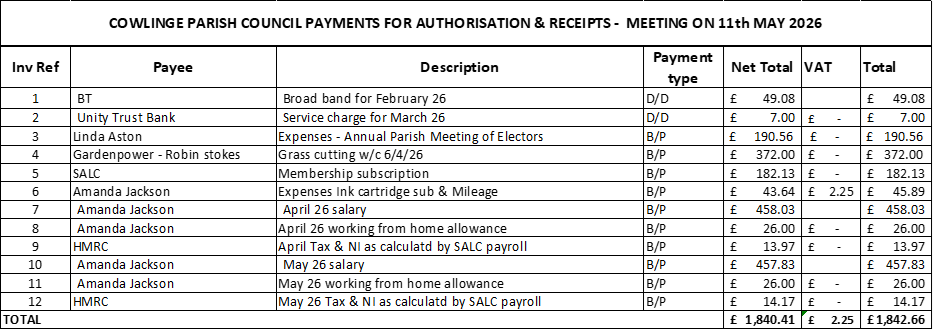 COWLINGE PARISH COUNCIL PAYMENTS FOR AUTHORISATION & RECEIPTS - MEETING ON 11th MAY 2026
Inv Ref Payee Description Payment type Net Total VAT Total
1 BT Broad band for February 26 D/D £ 49.08 £ 49.08
2 Unity Trust Bank Service charge for March 26 D/D £ 7.00 £ - £ 7.00
3 Linda Aston Expenses - Annual Parish Meeting of Electors B/P £ 190.56 £ - £ 190.56
4 Gardenpower - Robin stokes Grass cutting w/c 6/4/26 B/P £ 372.00 £ - £ 372.00
5 SALC Membership subscription B/P £ 182.13 £ - £ 182.13
6 Amanda Jackson Expenses Ink cartridge sub & Mileage B/P £ 43.64 £ 2.25 £ 45.89
7 Amanda Jackson April 26 salary B/P £ 458.03 £ 458.03
8 Amanda Jackson April 26 working from home allowance B/P £ 26.00 £ - £ 26.00
9 HMRC April Tax & NI as calculatd by SALC payroll B/P £ 13.97 £ - £ 13.97
10 Amanda Jackson May 26 salary B/P £ 457.83 £ 457.83
11 Amanda Jackson May 26 working from home allowance B/P £ 26.00 £ - £ 26.00
12 HMRC May 26 Tax & NI as calculatd by SALC payroll B/P £ 14.17 £ - £ 14.17
TOTAL £ 1,840.41 £ 2.25 £1,842.66